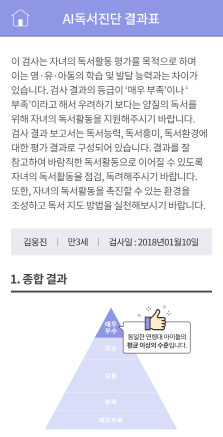 AI독서진단 결과표
이 검사는 자녀의 독서활동 평가를 목적으로 하며
이는 영·유·아동의 학습 및 발달 능력과는 차이가
있습니다. 검사 결과의 등급이 '매우 부족'이나 '
부족'이라고 해서 우려하기 보다는 양질의 독서를
위해 자녀의 독서활동을 지원해주시기 바랍니다.
검사 결과 보고서는 독서능력, 독서흥미, 독서환경에
대한 평가 결과로 구성되어 있습니다. 결과를 잘
참고하여 바람직한 독서활동으로 이어질 수 있도록
자녀의 독서활동을 점검, 독려해주시기 바랍니다.
또한, 자녀의 독서활동을 촉진할 수 있는 환경을
조성하고 독서 지도 방법을 실천해보시기 바랍니다.
김웅진 | 만3세 | 검사일 : 2018년01월10일
1. 종합 결과
매우
우수
동일한 연령대 아이들의
평균 이상의 수준입니다.
우수
보통
부족
매우부족